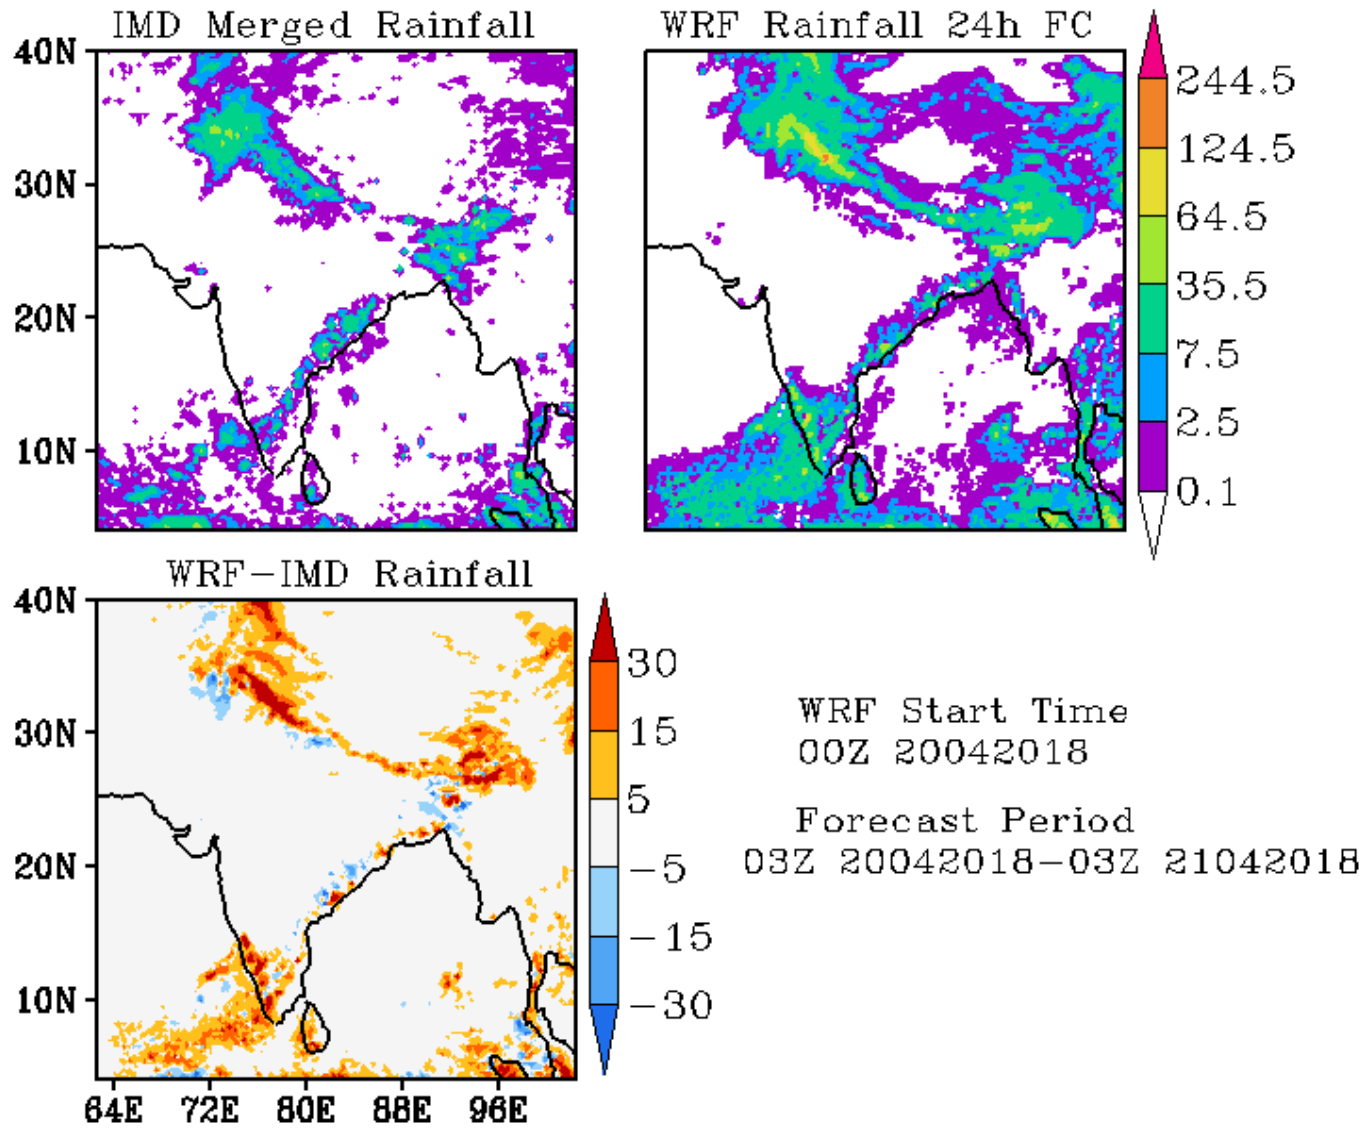 IMD Merged Rainfall
WRF Rainfall 24h FC
40N
30N
20N
10N
244.5
124.5
64.5
35.5
7.5
2.5
0.1
WRF-IMD Rainfall
40N
30N
20N
10N
64E 72E 80E 88E 96E
30
15
5
-5
-15
-30
WRF Start Time
00Z 20042018
Forecast Period
03Z 20042018-03Z 21042018